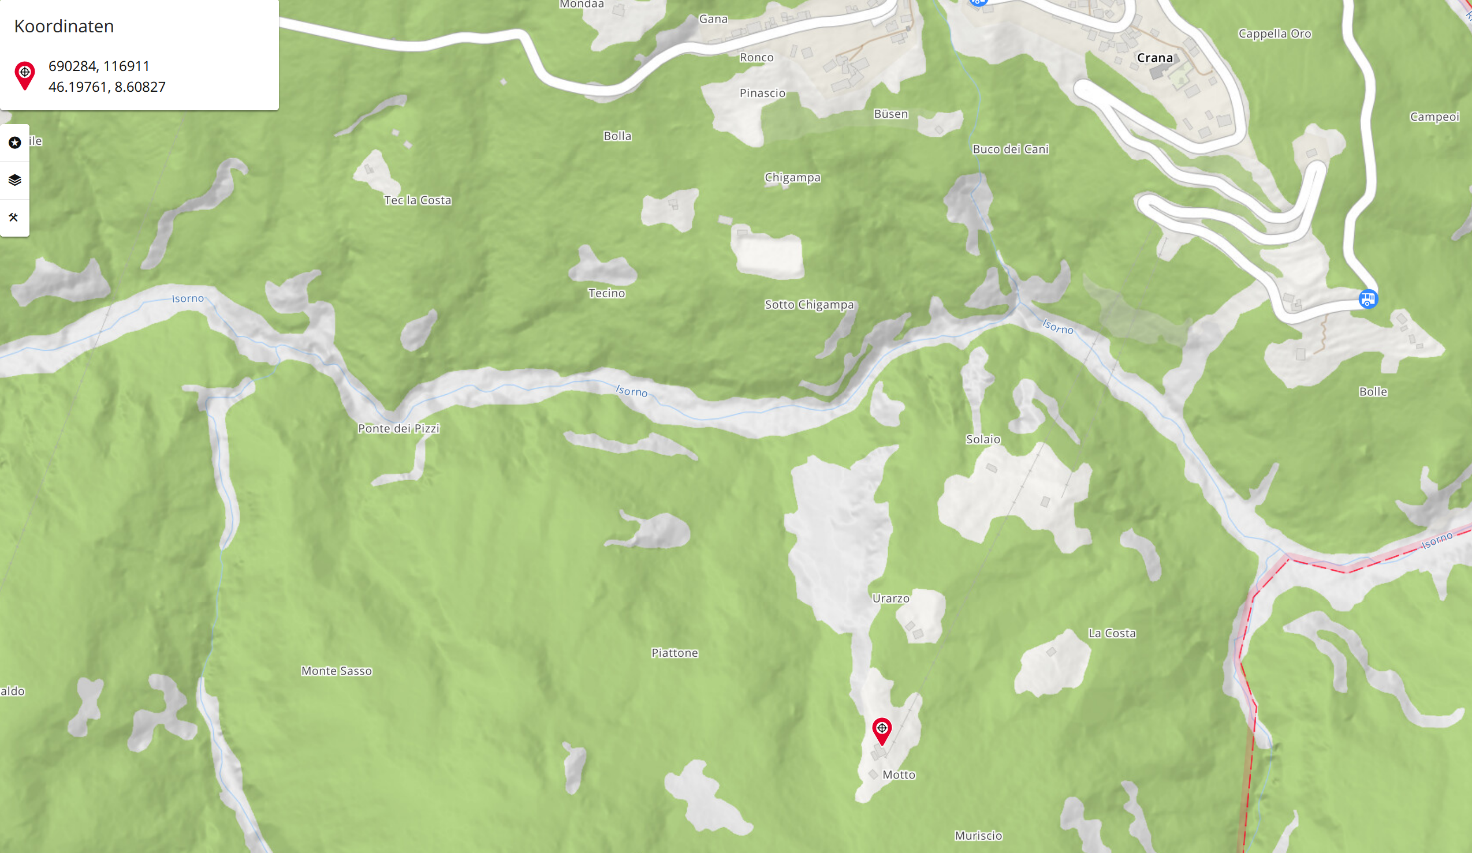 Koordinaten
690284, 116911
46.19761, 8.60827
Mondaa
Gana
Cappella Oro
Ronco
Crana
Pinascio
Büsen
Campeoi
Bolla
ile
Buco dei Cani
Chigampa
Tec la Costa
Tecino
Isorno
Sotto Chigampa
Isorno
Isorno
Bolle
Ponte dei Pizzi
Solaio
Isorno
Urarzo
La Costa
Piattone
Monte Sasso
aldo
Motto
Muriscio